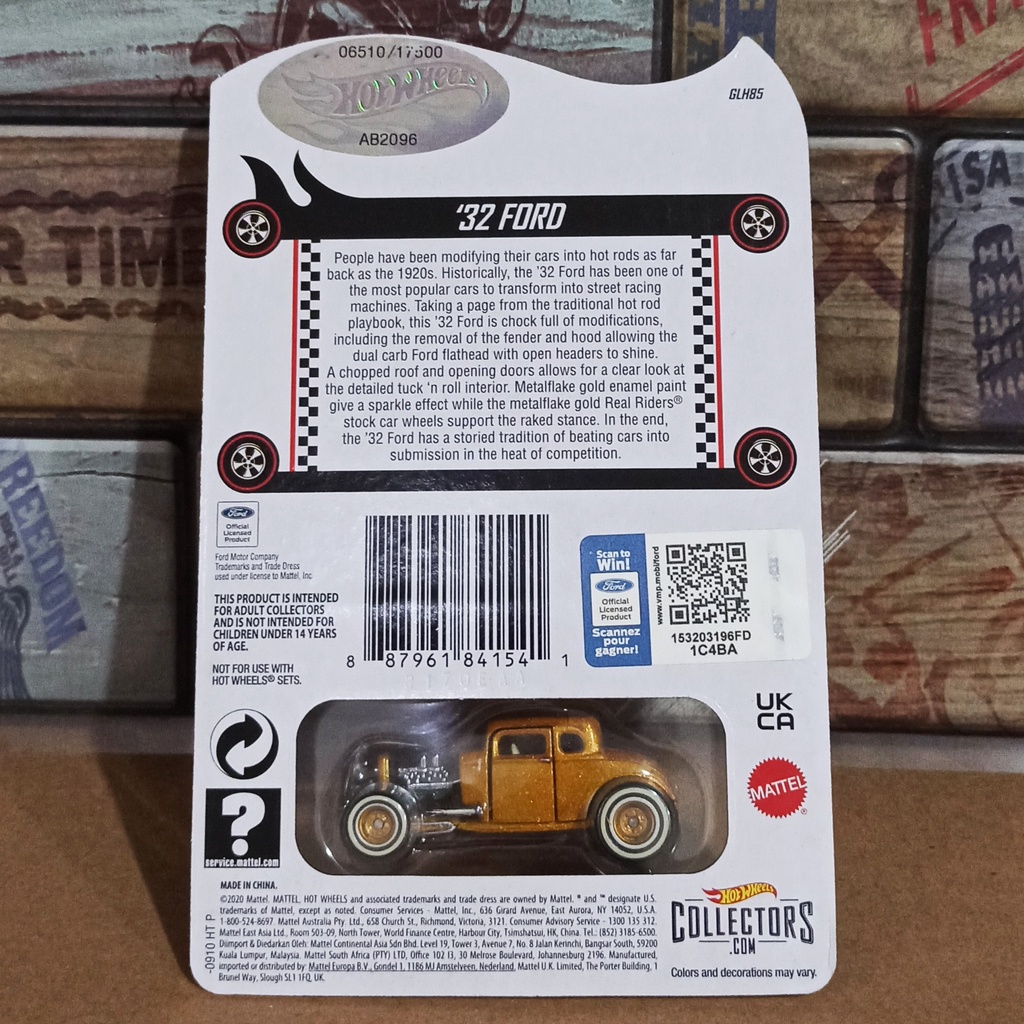 06510/17500
HOT WHEELS
AB2096
GLH85
'32 FORD
People have been modifying their cars into hot rods as far
back as the 1920s. Historically, the '32 Ford has been one of
the most popular cars to transform into street racing
machines. Taking a page from the traditional hot rod
playbook, this '32 Ford is chock full of modifications,
including the removal of the fender and hood allowing the
dual carb Ford flathead with open headers to shine.
A chopped roof and opening doors allows for a clear look at
the detailed tuck 'n roll interior. Metalflake gold enamel paint
give a sparkle effect while the metalflake gold Real Riders®
stock car wheels support the raked stance. In the end,
the '32 Ford has a storied tradition of beating cars into
submission in the heat of competition.
Ford
Official
Licensed
Product
Ford Motor Company
Trademarks and Trade Dress
used under license to Mattel, Inc
THIS PRODUCT IS INTENDED
FOR ADULT COLLECTORS
AND IS NOT INTENDED FOR
CHILDREN UNDER 14 YEARS
OF AGE.
NOT FOR USE WITH
HOT WHEELS® SETS.
8 87961 84154 1
Scan to
Win!
Ford
Official
Licensed
Product
Scannez
pour
gagner!
www.vmp.mobi/ford
153203196FD
1C4BA
UK
CA
MATTEL®
?
service.mattel.com
MADE IN CHINA.
©2020 Mattel. MATTEL, HOT WHEELS and associated trademarks and trade dress are owned by Mattel. ® and ™ designate U.S.
trademarks of Mattel, except as noted. Consumer Services - Mattel, Inc., 636 Girard Avenue, East Aurora, NY 14052, U.S.A.
1-800-524-8697. Mattel Australia Pty. Ltd., 658 Church St., Richmond, Victoria, 3121. Consumer Advisory Service - 1300 135 312.
Mattel East Asia Ltd., Room 503-09, North Tower, World Finance Centre, Harbour City, Tsimshatsui, HK, China. Tel.: (852) 3185-6500.
Diimport & Diedarkan Oleh: Mattel Continental Asia Sdn Bhd. Level 19, Tower 3, Avenue 7, No. 8 Jalan Kerinchi, Bangsar South, 59200
Kuala Lumpur, Malaysia. Mattel South Africa (PTY) LTD, Office 102 I3, 30 Melrose Boulevard, Johannesburg 2196. Manufactured,
imported or distributed by: Mattel Europa B.V., Gondel 1, 1186 MJ Amstelveen, Nederland. Mattel U.K. Limited, The Porter Building, 1
Brunel Way, Slough SL1 1FQ, UK.
-0910 HT P
HOT WHEELS
COLLECTORS
.COM
Colors and decorations may vary.
R TIME
REEDOM
ISA
FRA